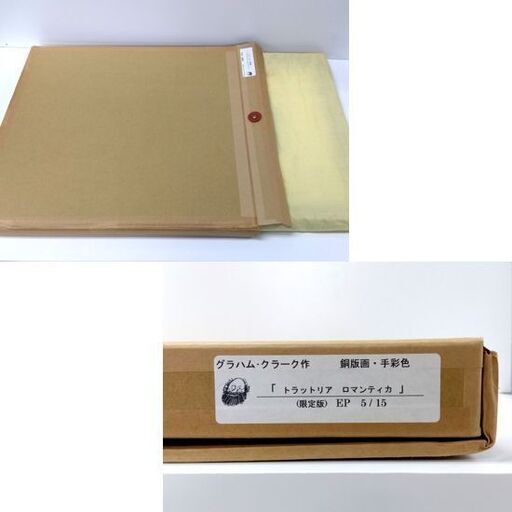 グラハム・クラーク作　銅版画・手彩色
「 トラットリア ロマンティカ 」
(限定版) EP 5 / 15